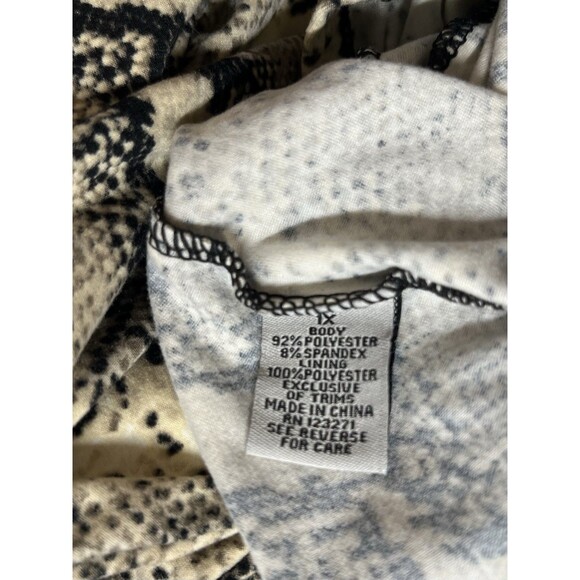 1X
BODY
92% POLYESTER
8% SPANDEX
LINING
100% POLYESTER
EXCLUSIVE
OF TRIMS
MADE IN CHINA
RN 123271
SEE REVERSE
FOR CARE